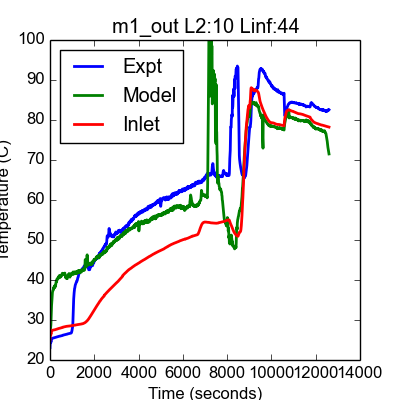 m1_out L2:10 Linf:44
Expt
Model
Inlet
100
90
80
70
60
50
40
30
20
0 2000 4000 6000 8000 10000 12000 14000
Temperature (C)
Time (seconds)